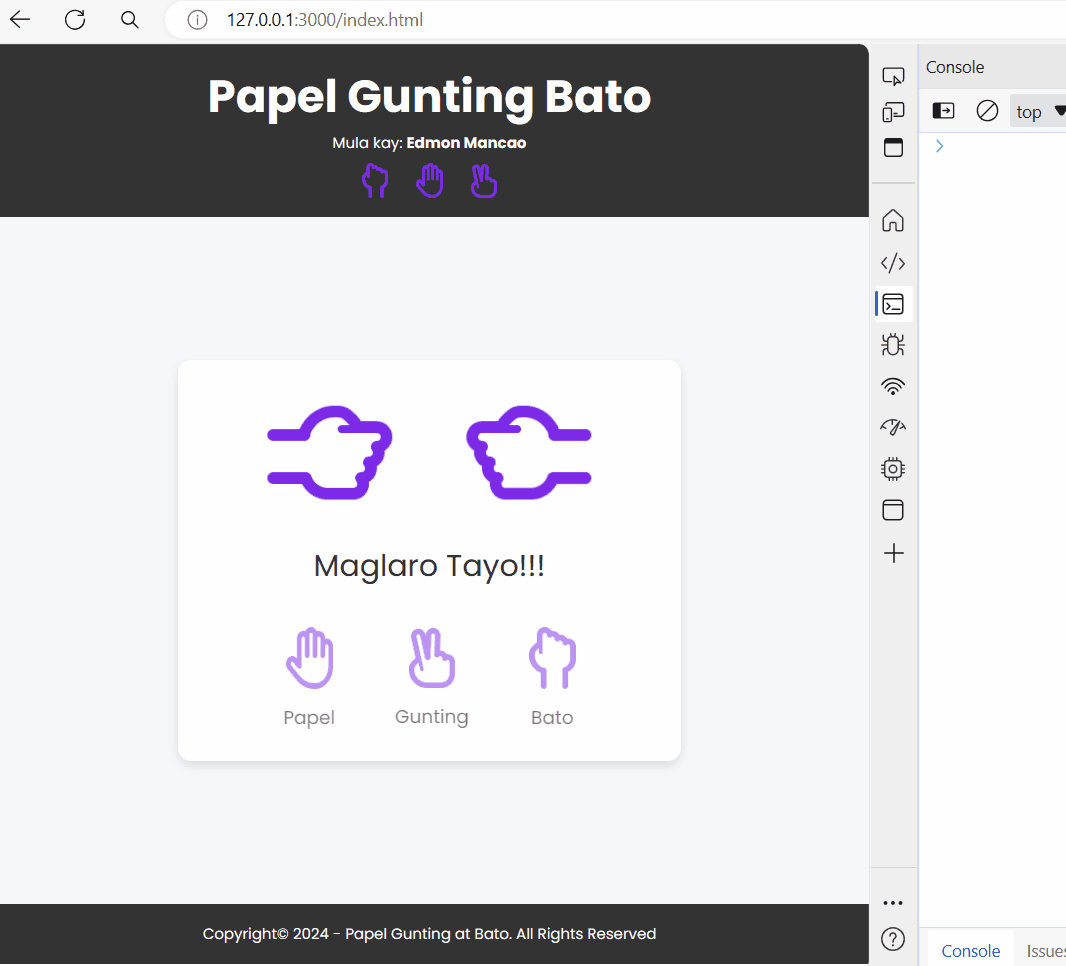 127.0.0.1:3000/index.html
Papel Gunting Bato
Mula kay: Edmon Mancao
Maglaro Tayo!!!
Papel
Gunting
Bato
Copyright© 2024 - Papel Gunting at Bato. All Rights Reserved
Console
top
Console
Issues